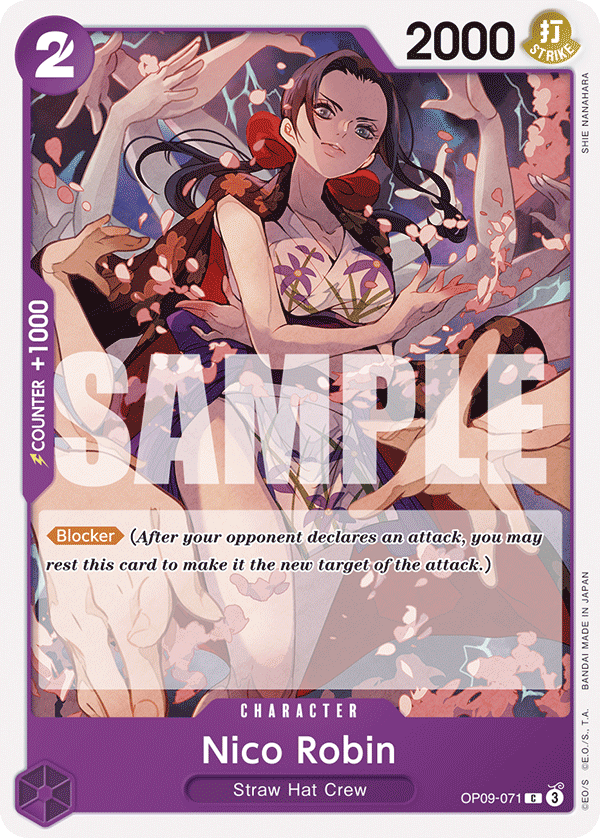 2
2000
打
STRIKE
SHIE NANAHARA
COUNTER +1000
SAMPLE
Blocker (After your opponent declares an attack, you may
rest this card to make it the new target of the attack.)
BANDAI MADE IN JAPAN
©EO/S ©E.O./S., T.A.
CHARACTER
Nico Robin
Straw Hat Crew
OP09-071 C 3